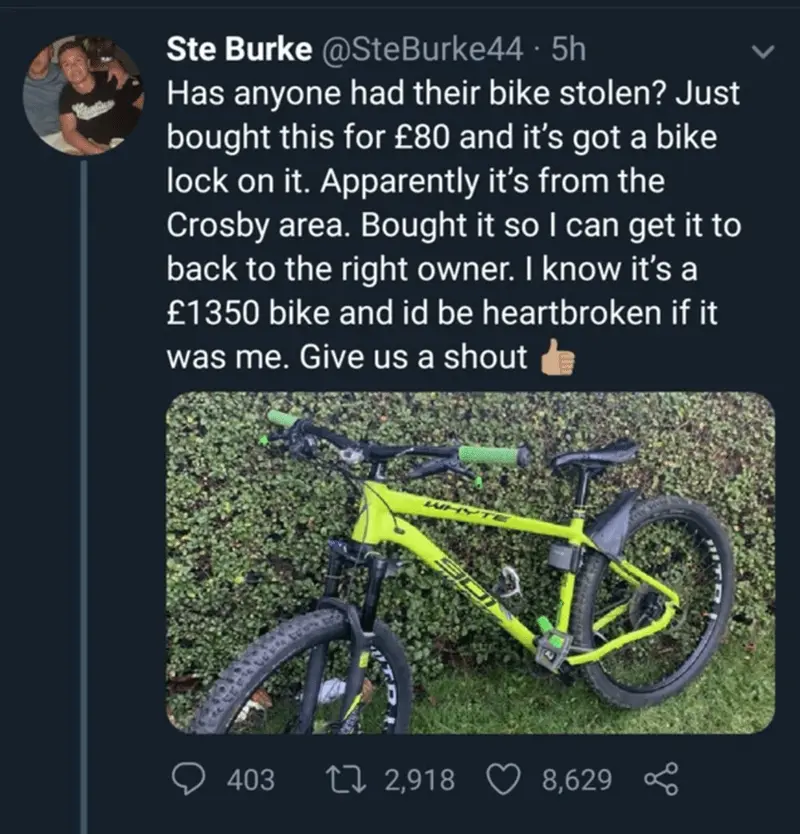 Ste Burke @SteBurke44 · 5h
Has anyone had their bike stolen? Just
bought this for £80 and it's got a bike
lock on it. Apparently it's from the
Crosby area. Bought it so I can get it to
back to the right owner. I know it's a
£1350 bike and id be heartbroken if it
was me. Give us a shout 👍🏽
WHYTE
901
403 2,918 8,629